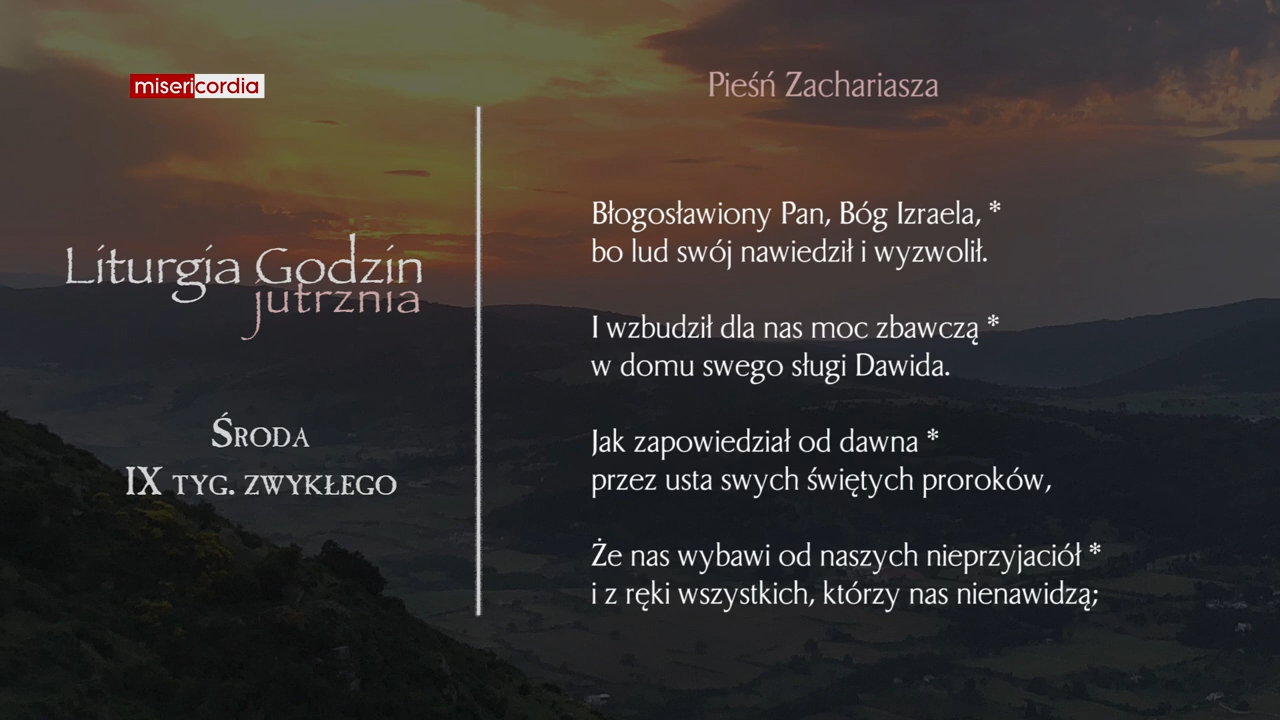 misericordia
Liturgia Godzin
jutrznia
Środa
IX tyg. zwykłego
Pieśń Zachariasza
Błogosławiony Pan, Bóg Izraela, *
bo lud swój nawiedził i wyzwolił.
I wzbudził dla nas moc zbawczą *
w domu swego sługi Dawida.
Jak zapowiedział od dawna *
przez usta swych świętych proroków,
Że nas wybawi od naszych nieprzyjaciół *
i z ręki wszystkich, którzy nas nienawidzą;